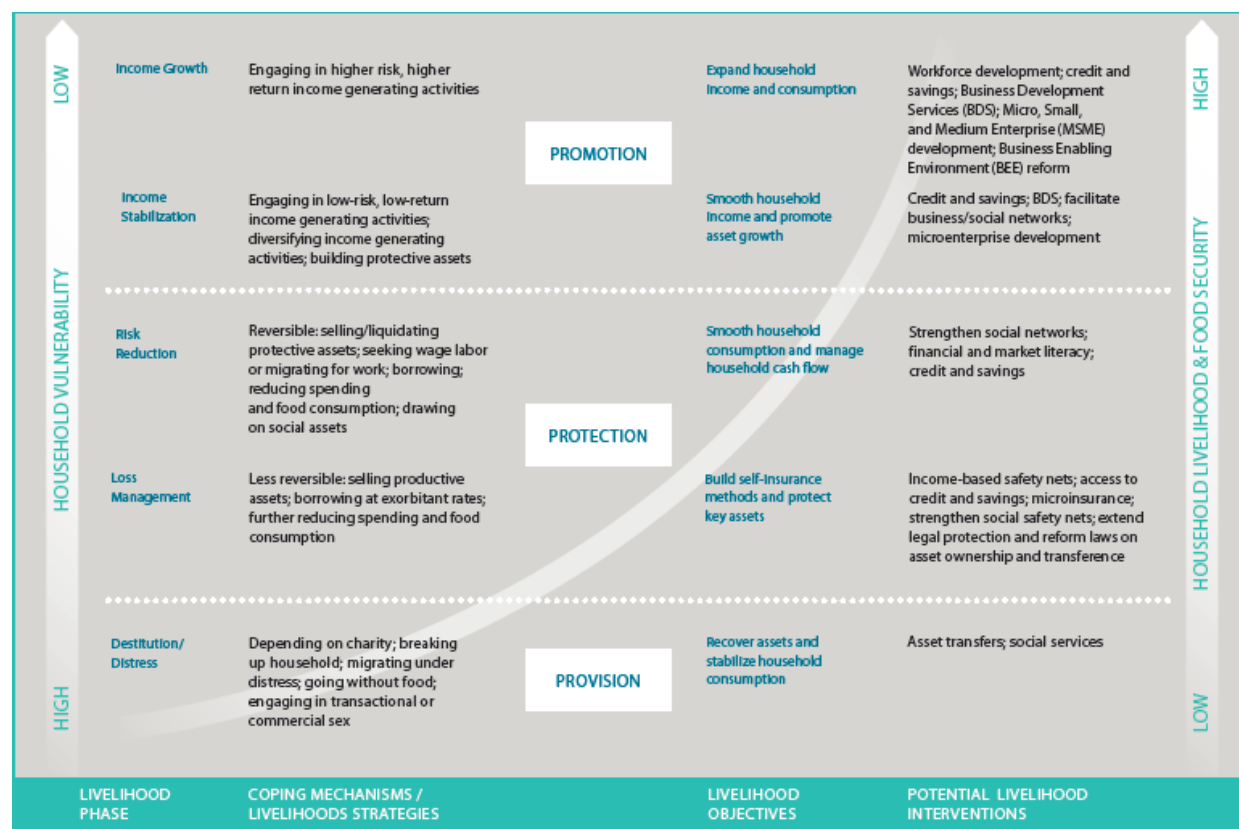 LOW
HOUSEHOLD VULNERABILITY
HIGH
Income Growth
Engaging in higher risk, higher
return income generating activities
Expand household
Income and consumption
Workforce development; credit and
savings; Business Development
Services (BDS); Micro, Small,
and Medium Enterprise (MSME)
development; Business Enabling
Environment (BEE) reform
PROMOTION
Income
Stabilization
Engaging in low-risk, low-return
income generating activities;
diversifying income generating
activities; building protective assets
Smooth household
Income and promote
asset growth
Credit and savings; BDS; facilitate
business/social networks;
microenterprise development
Risk
Reduction
Reversible: selling/liquidating
protective assets; seeking wage labor
or migrating for work; borrowing;
reducing spending
and food consumption; drawing
on social assets
Smooth household
consumption and manage
household cash flow
Strengthen social networks;
financial and market literacy;
credit and savings
PROTECTION
Loss
Management
Less reversible: selling productive
assets; borrowing at exorbitant rates;
further reducing spending and food
consumption
Build self-insurance
methods and protect
key assets
Income-based safety nets; access to
credit and savings; microinsurance;
strengthen social safety nets; extend
legal protection and reform laws on
asset ownership and transference
Destitution/
Distress
Depending on charity; breaking
up household; migrating under
distress; going without food;
engaging in transactional or
commercial sex
PROVISION
Recover assets and
stabilize household
consumption
Asset transfers; social services
HIGH
HOUSEHOLD LIVELIHOOD & FOOD SECURITY
LOW
LIVELIHOOD
PHASE
COPING MECHANISMS /
LIVELIHOODS STRATEGIES
LIVELIHOOD
OBJECTIVES
POTENTIAL LIVELIHOOD
INTERVENTIONS